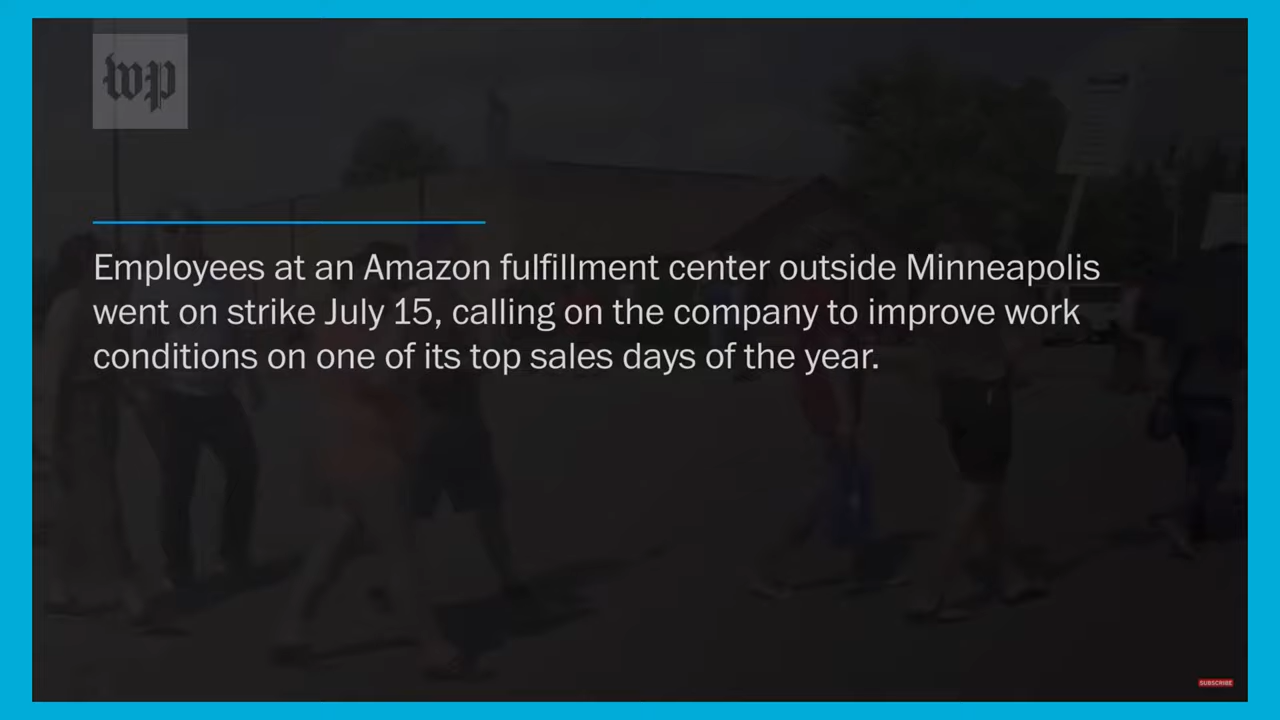 wp
Employees at an Amazon fulfillment center outside Minneapolis
went on strike July 15, calling on the company to improve work
conditions on one of its top sales days of the year.
SUBSCRIBE